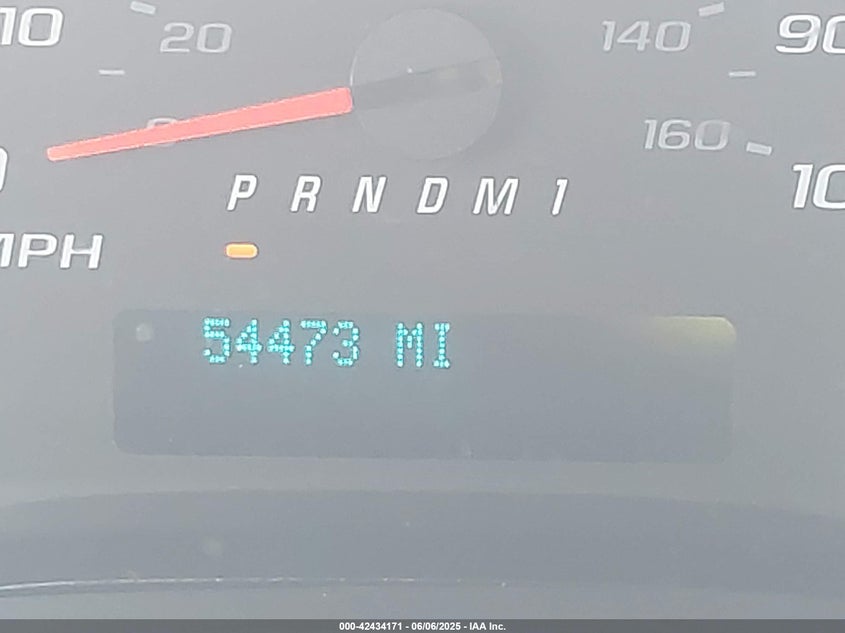 10 20 140 90
160
MPH 10
P R N D M 1
54473 MI
000-42434171 - 06/06/2025 - IAA Inc.